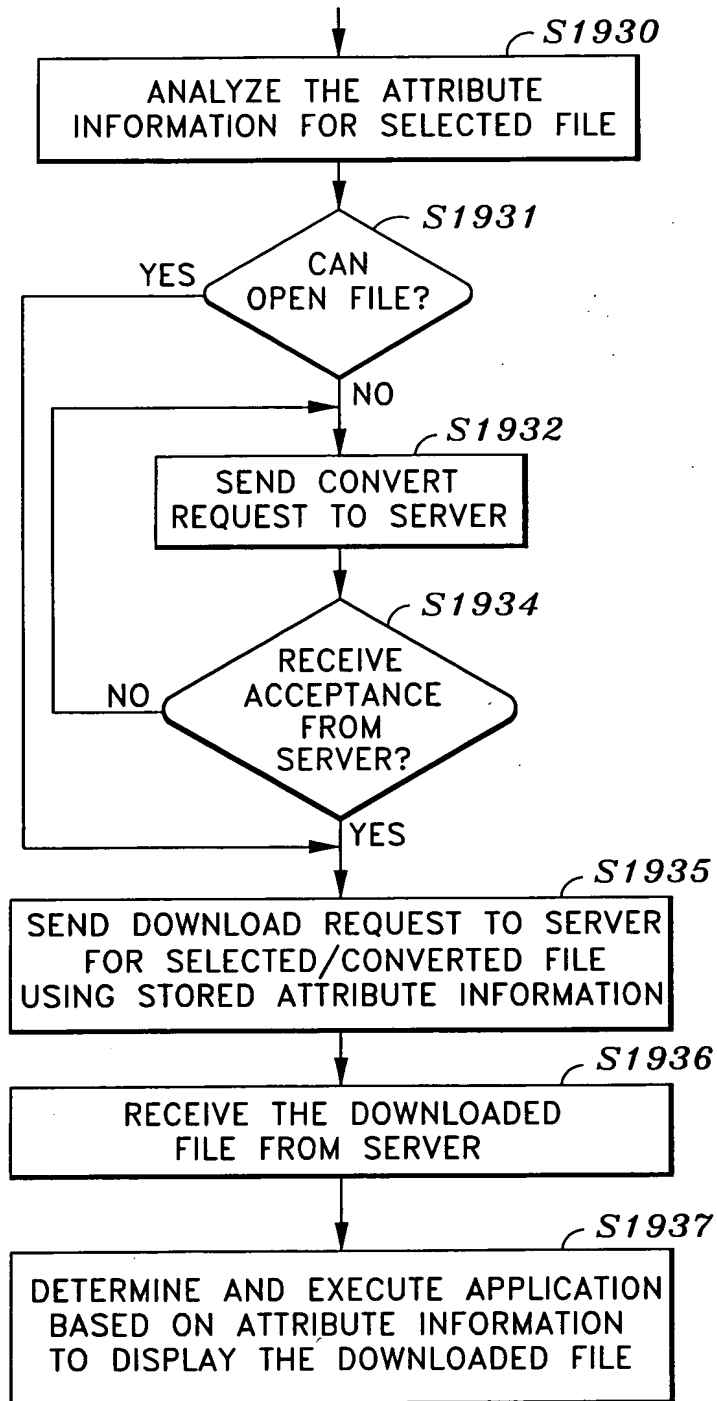 S1930
ANALYZE THE ATTRIBUTE
INFORMATION FOR SELECTED FILE
S1931
YES
CAN
OPEN FILE?
NO
S1932
SEND CONVERT
REQUEST TO SERVER
S1934
NO
RECEIVE
ACCEPTANCE
FROM
SERVER?
YES
S1935
SEND DOWNLOAD REQUEST TO SERVER
FOR SELECTED/CONVERTED FILE
USING STORED ATTRIBUTE INFORMATION
S1936
RECEIVE THE DOWNLOADED
FILE FROM SERVER
S1937
DETERMINE AND EXECUTE APPLICATION
BASED ON ATTRIBUTE INFORMATION
TO DISPLAY THE DOWNLOADED FILE